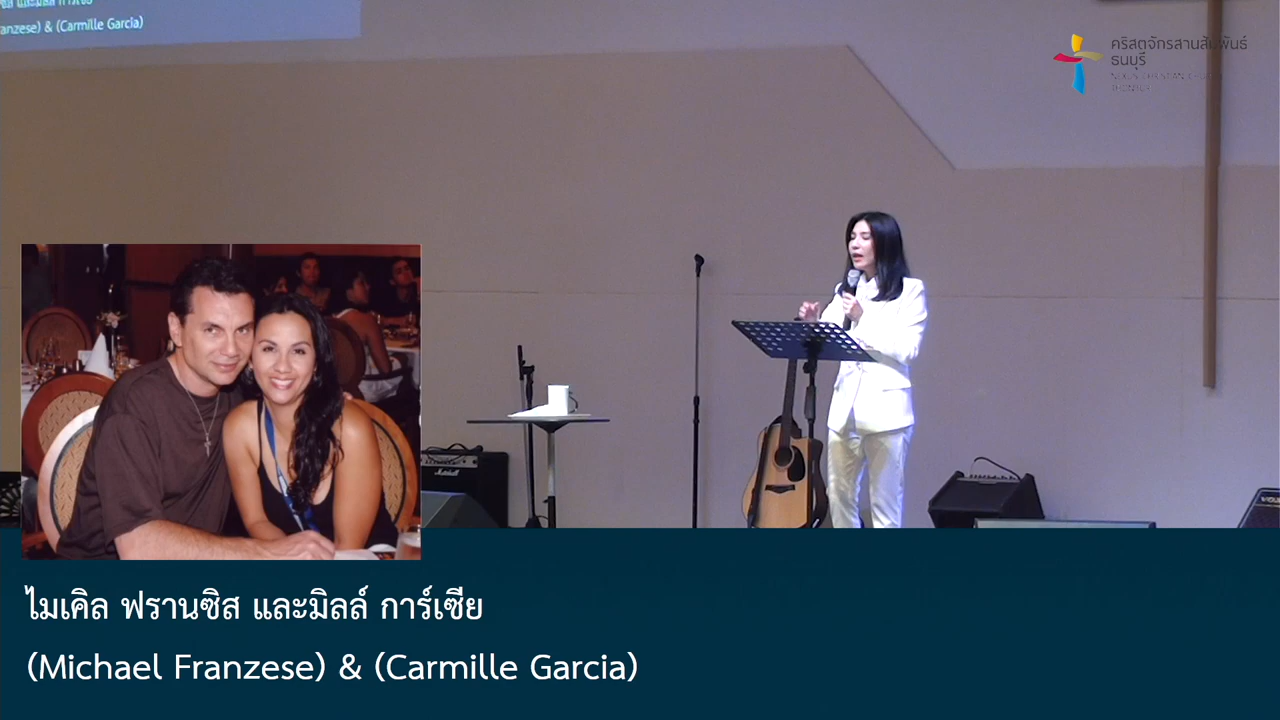 (Carmille Garcia)
คริสตจักรสานสัมพันธ์
ธนบุรี
Marshall
ไมเคิล ฟรานซิส และมิลล์ การ์เซีย
(Michael Franzese) & (Carmille Garcia)